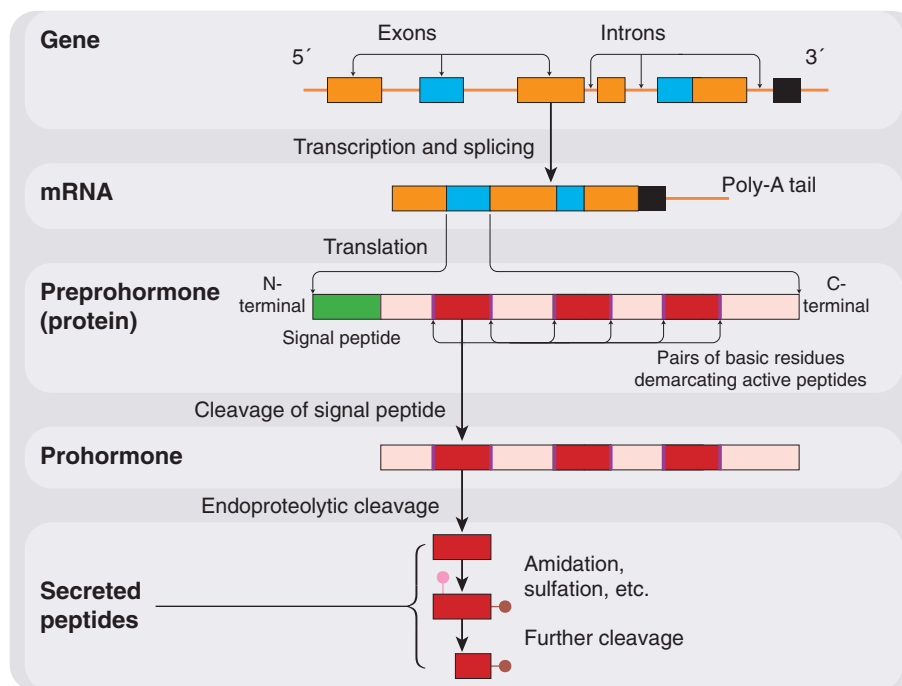 Gene
Exons
Introns
5´
3´
Transcription and splicing
mRNA
Poly-A tail
Translation
Preprohormone
(protein)
N-
terminal
C-
terminal
Signal peptide
Pairs of basic residues
demarcating active peptides
Cleavage of signal peptide
Prohormone
Endoproteolytic cleavage
Secreted
peptides
Amidation,
sulfation, etc.
Further cleavage